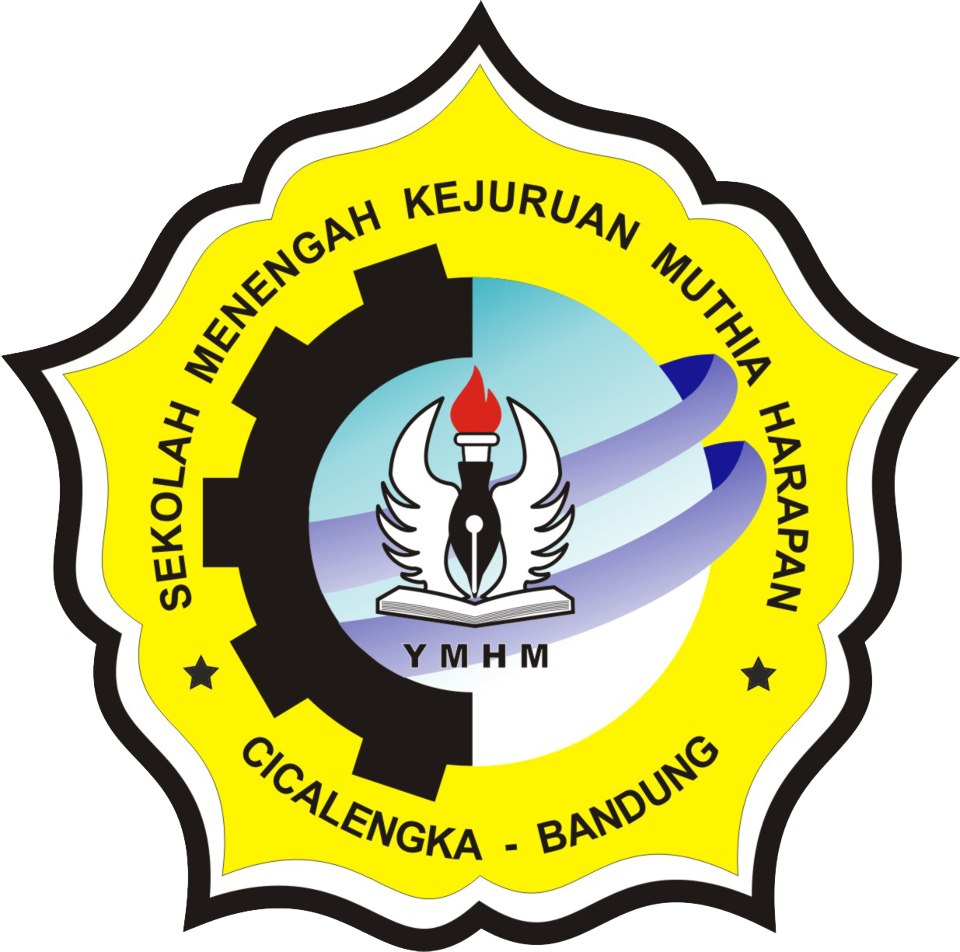 SEKOLAH MENENGAH KEJURUAN MUTHIA HARAPAN
YMHM
CICALENGKA - BANDUNG